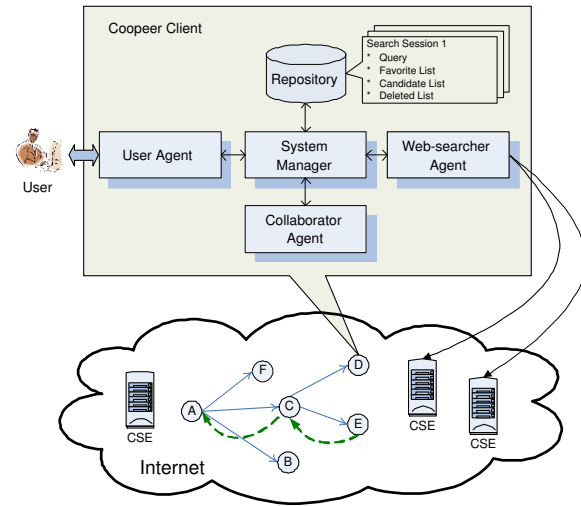 Coopeer Client
Search Session 1
* Query
* Favorite List
* Candidate List
* Deleted List
Repository
User Agent
System
Manager
Web-searcher
Agent
User
Collaborator
Agent
F
D
A
C
E
B
CSE
CSE
CSE
Internet